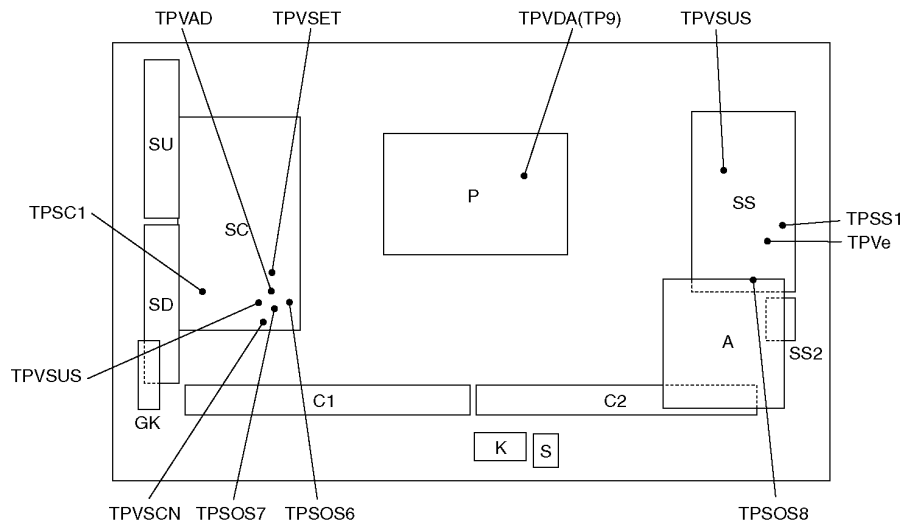 TPVAD
TPVSET
TPVDA(TP9)
TPVSUS
SU
P
SS
TPSC1
SC
TPSS1
TPVe
SD
A
SS2
TPVSUS
C1
C2
GK
K
S
TPVSCN
TPSOS7
TPSOS6
TPSOS8